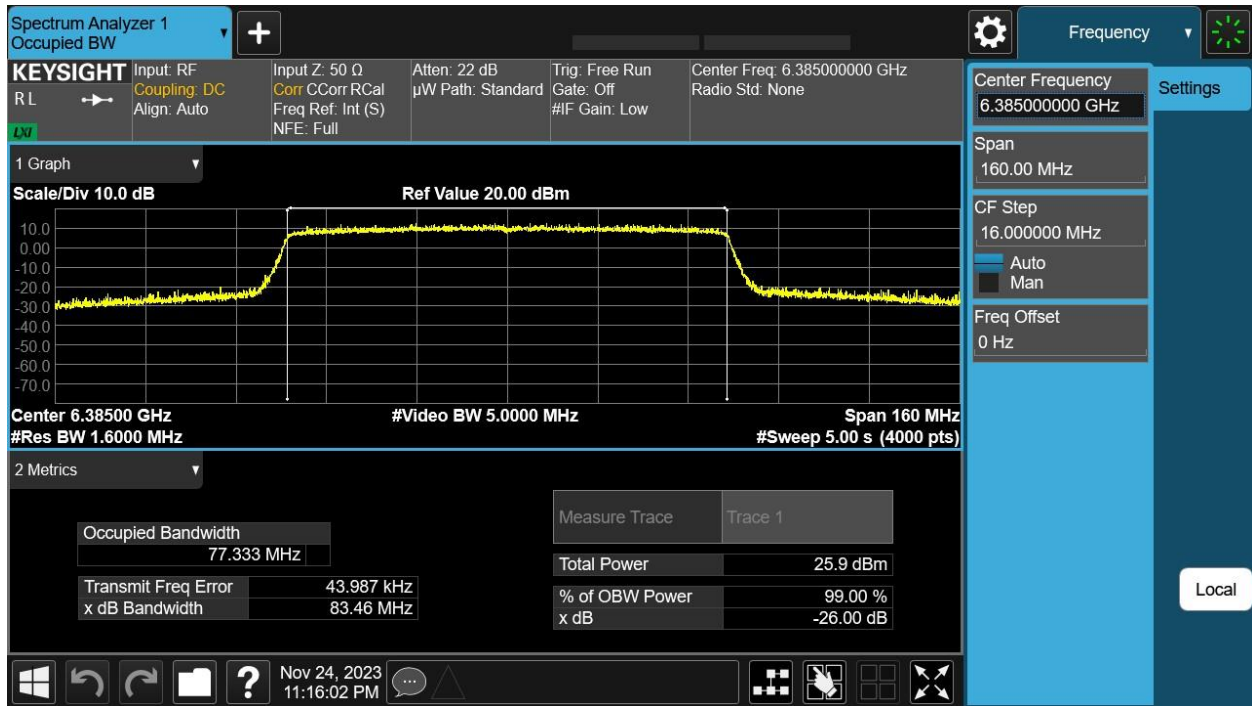 Spectrum Analyzer 1
Occupied BW
+
Frequency
KEYSIGHT
R L
LXI
Input: RF
Coupling: DC
Align: Auto
Input Z: 50 Ω
Corr CCorr RCal
Freq Ref: Int (S)
NFE: Full
Atten: 22 dB
µW Path: Standard
Trig: Free Run
Gate: Off
#IF Gain: Low
Center Freq: 6.385000000 GHz
Radio Std: None
Center Frequency
6.385000000 GHz
Settings
Span
160.00 MHz
CF Step
16.000000 MHz
Auto
Man
Freq Offset
0 Hz
Local
1 Graph
Scale/Div 10.0 dB
Ref Value 20.00 dBm
10.0
0.00
-10.0
-20.0
-30.0
-40.0
-50.0
-60.0
-70.0
Center 6.38500 GHz
#Video BW 5.0000 MHz
Span 160 MHz
#Res BW 1.6000 MHz
#Sweep 5.00 s (4000 pts)
2 Metrics
Measure Trace
Trace 1
Occupied Bandwidth
77.333 MHz
Total Power
25.9 dBm
Transmit Freq Error
43.987 kHz
% of OBW Power
99.00 %
x dB Bandwidth
83.46 MHz
x dB
-26.00 dB
?
Nov 24, 2023
11:16:02 PM